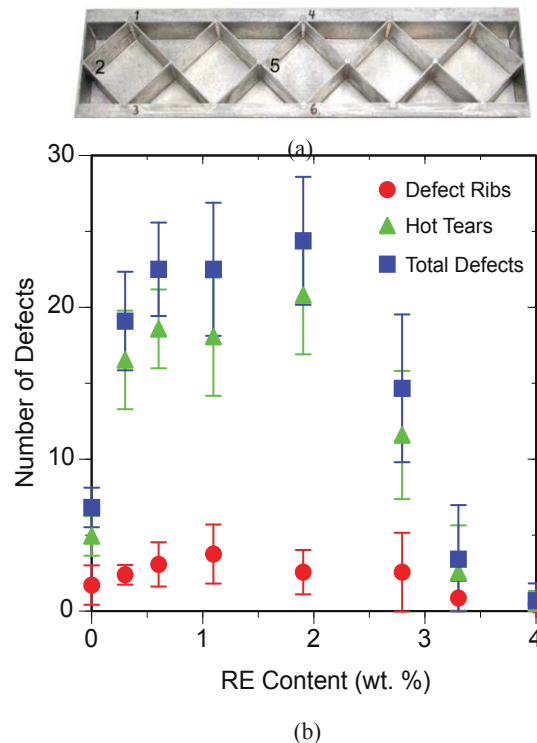 1
4
2
5
3
6
(a)
30
20
10
0
Number of Defects
Defect Ribs
Hot Tears
Total Defects
0 1 2 3 4
RE Content (wt. %)
(b)